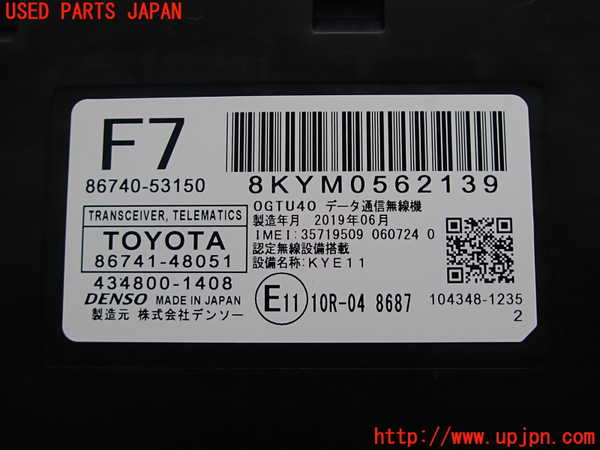 USED PARTS JAPAN
F7
86740-53150
8KYM0562139
TRANSCEIVER, TELEMATICS
TOYOTA
86741-48051
434800-1408
DENSO MADE IN JAPAN
製造元 株式会社デンソー
0GTU40 データ通信無線機
製造年月 2019年06月
IMEI:35719509 060724 0
認定無線設備搭載
設備名称:KYE11
E11 10R-04 8687
104348-1235
2
http://www.upjpn.com/